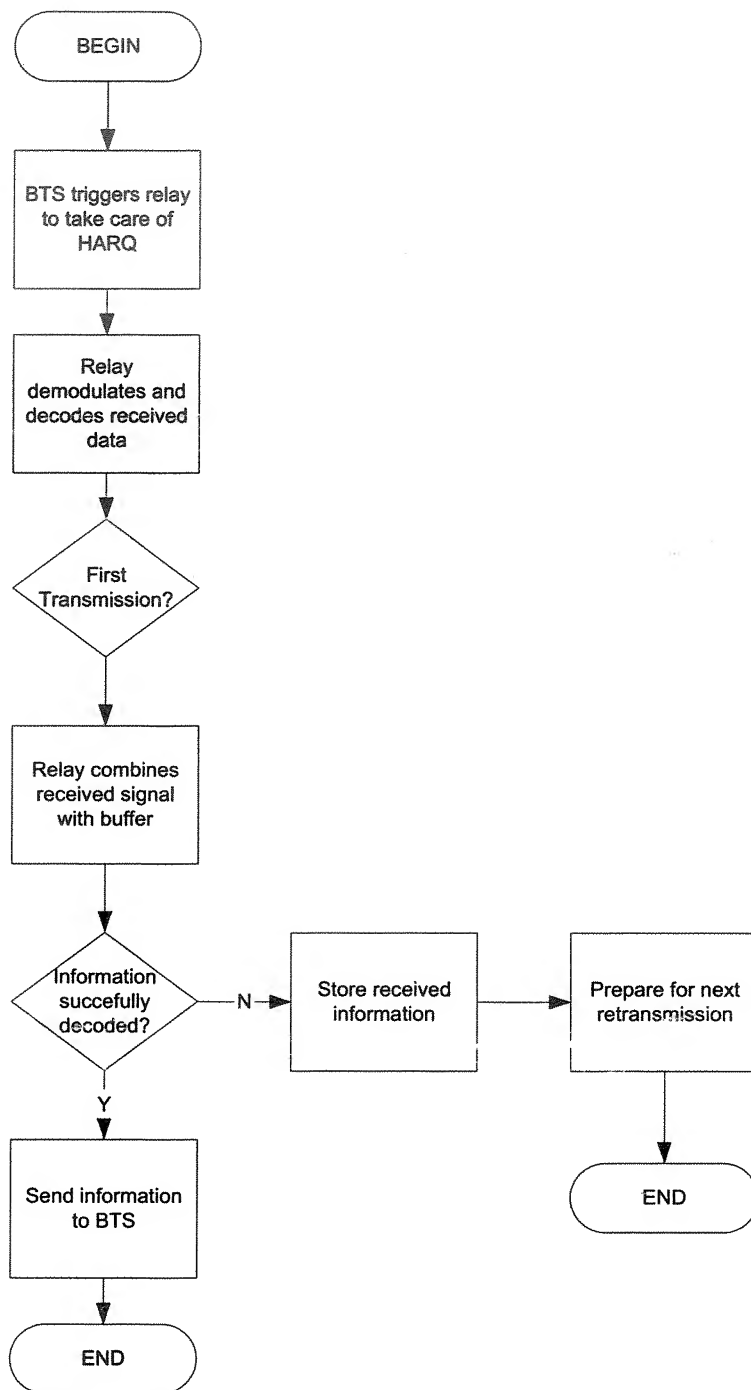 BEGIN
BTS triggers relay
to take care of
HARQ
Relay
demodulates and
decodes received
data
First
Transmission?
Relay combines
received signal
with buffer
Information
succefully
decoded?
N
Store received
information
Prepare for next
retransmission
Y
Send information
to BTS
END
END